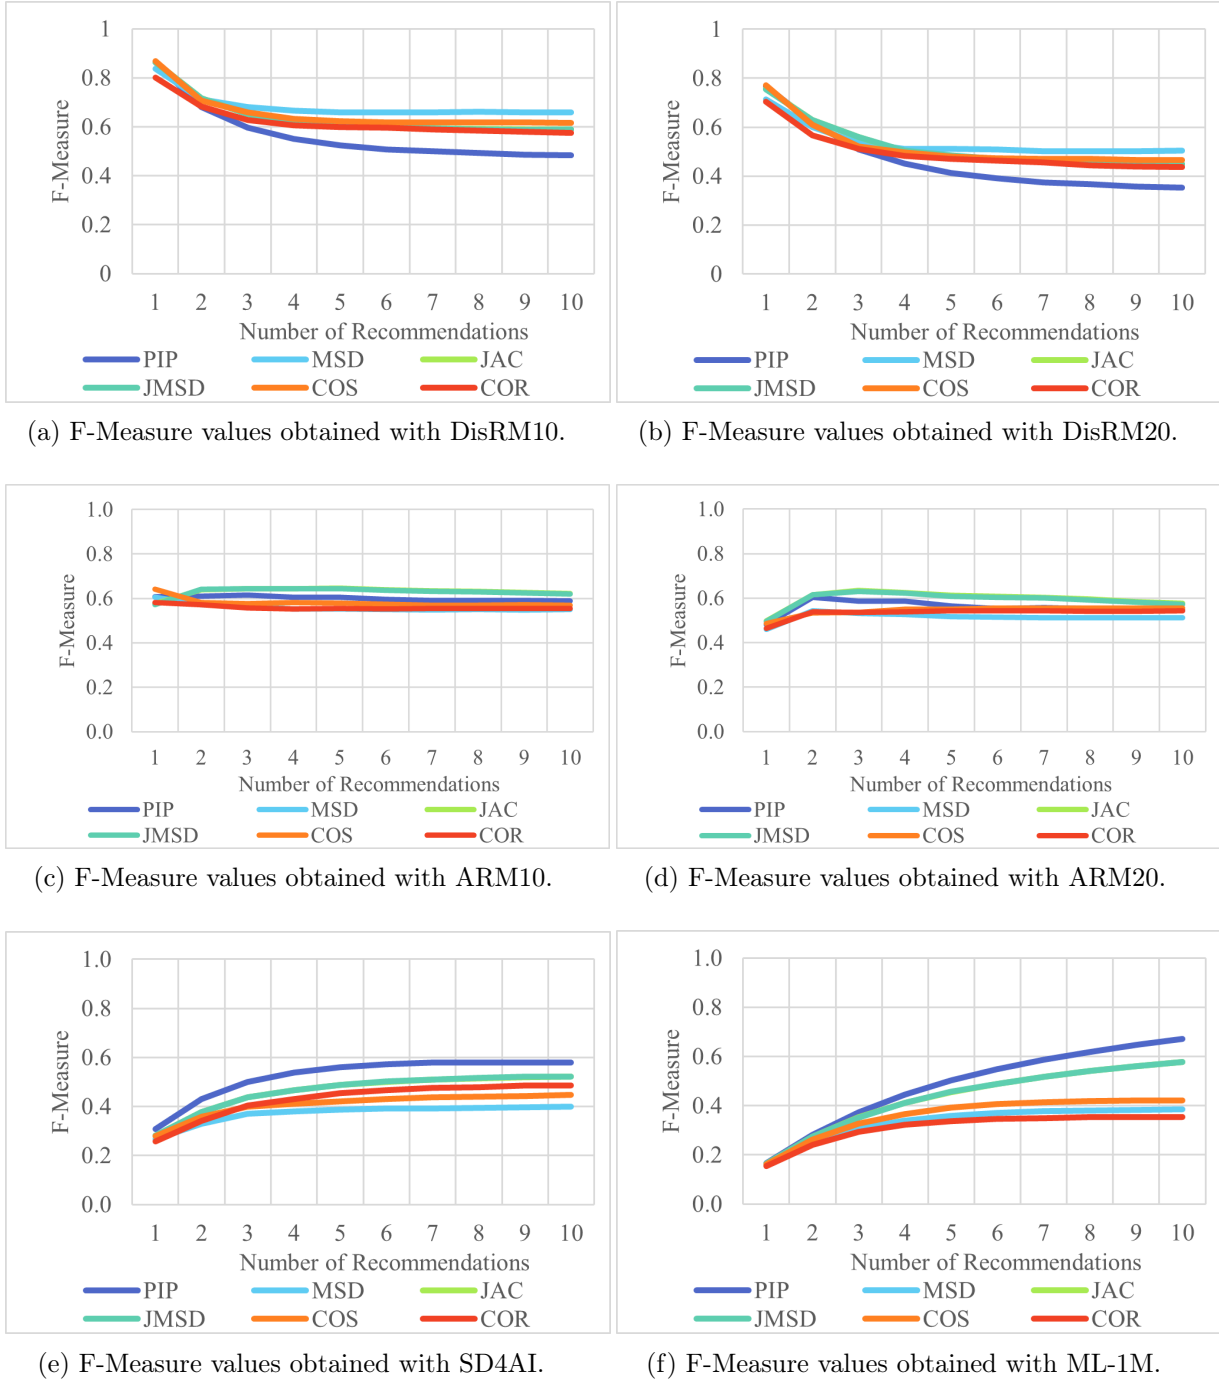 1
0.8
0.6
0.4
0.2
0
F-Measure
1 2 3 4 5 6 7 8 9 10
Number of Recommendations
PIP MSD JAC
JMSD COS COR
(a) F-Measure values obtained with DisRM10.
1
0.8
0.6
0.4
0.2
0
F-Measure
1 2 3 4 5 6 7 8 9 10
Number of Recommendations
PIP MSD JAC
JMSD COS COR
(b) F-Measure values obtained with DisRM20.
1.0
0.8
0.6
0.4
0.2
0.0
F-Measure
1 2 3 4 5 6 7 8 9 10
Number of Recommendations
PIP MSD JAC
JMSD COS COR
(c) F-Measure values obtained with ARM10.
1.0
0.8
0.6
0.4
0.2
0.0
F-Measure
1 2 3 4 5 6 7 8 9 10
Number of Recommendations
PIP MSD JAC
JMSD COS COR
(d) F-Measure values obtained with ARM20.
1.0
0.8
0.6
0.4
0.2
0.0
F-Measure
1 2 3 4 5 6 7 8 9 10
Number of Recommendations
PIP MSD JAC
JMSD COS COR
(e) F-Measure values obtained with SD4AI.
1.0
0.8
0.6
0.4
0.2
0.0
F-Measure
1 2 3 4 5 6 7 8 9 10
Number of Recommendations
PIP MSD JAC
JMSD COS COR
(f) F-Measure values obtained with ML-1M.